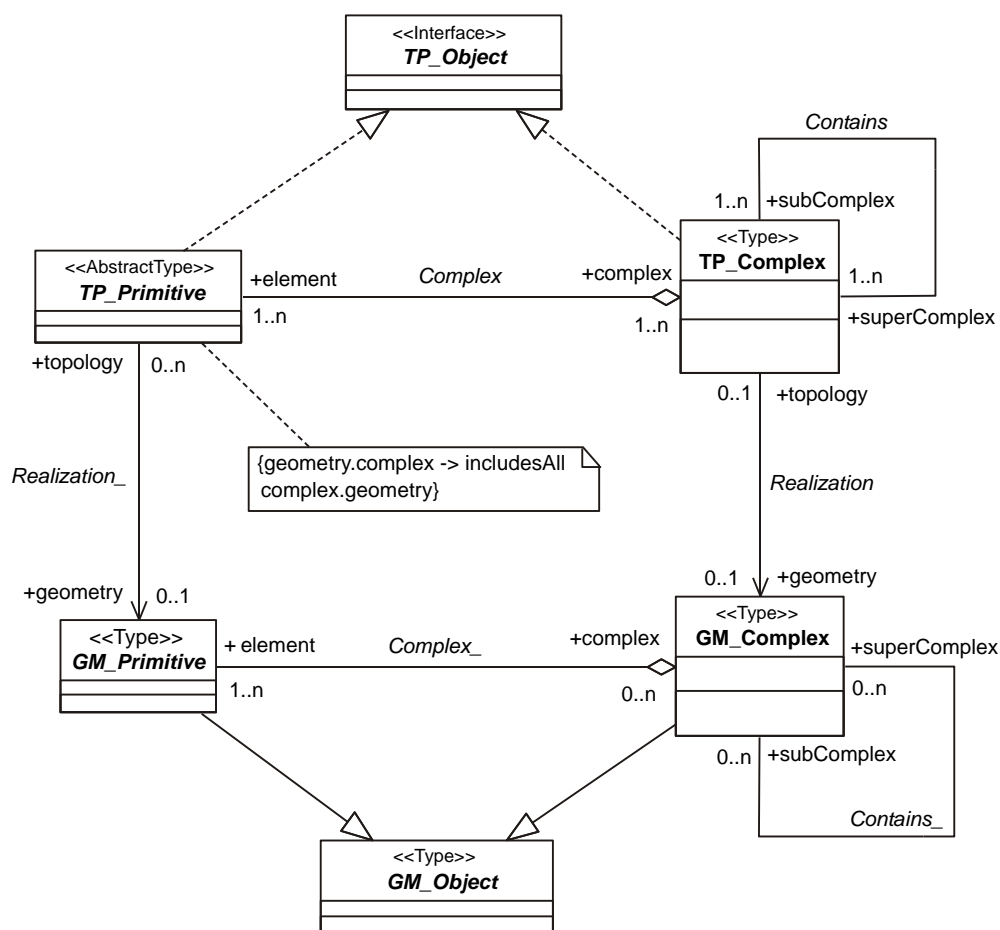 <<Interface>>
TP_Object
Contains
1..n
+subComplex
<<AbstractType>>
TP_Primitive
+element
1..n
Complex
+complex
1..n
<<Type>>
TP_Complex
1..n
+superComplex
+topology
0..n
0..1
+topology
{geometry.complex -> includesAll
complex.geometry}
Realization_
Realization
+geometry
0..1
0..1
+geometry
<<Type>>
GM_Primitive
+ element
1..n
Complex_
+complex
0..n
<<Type>>
GM_Complex
+superComplex
0..n
0..n
+subComplex
Contains_
<<Type>>
GM_Object